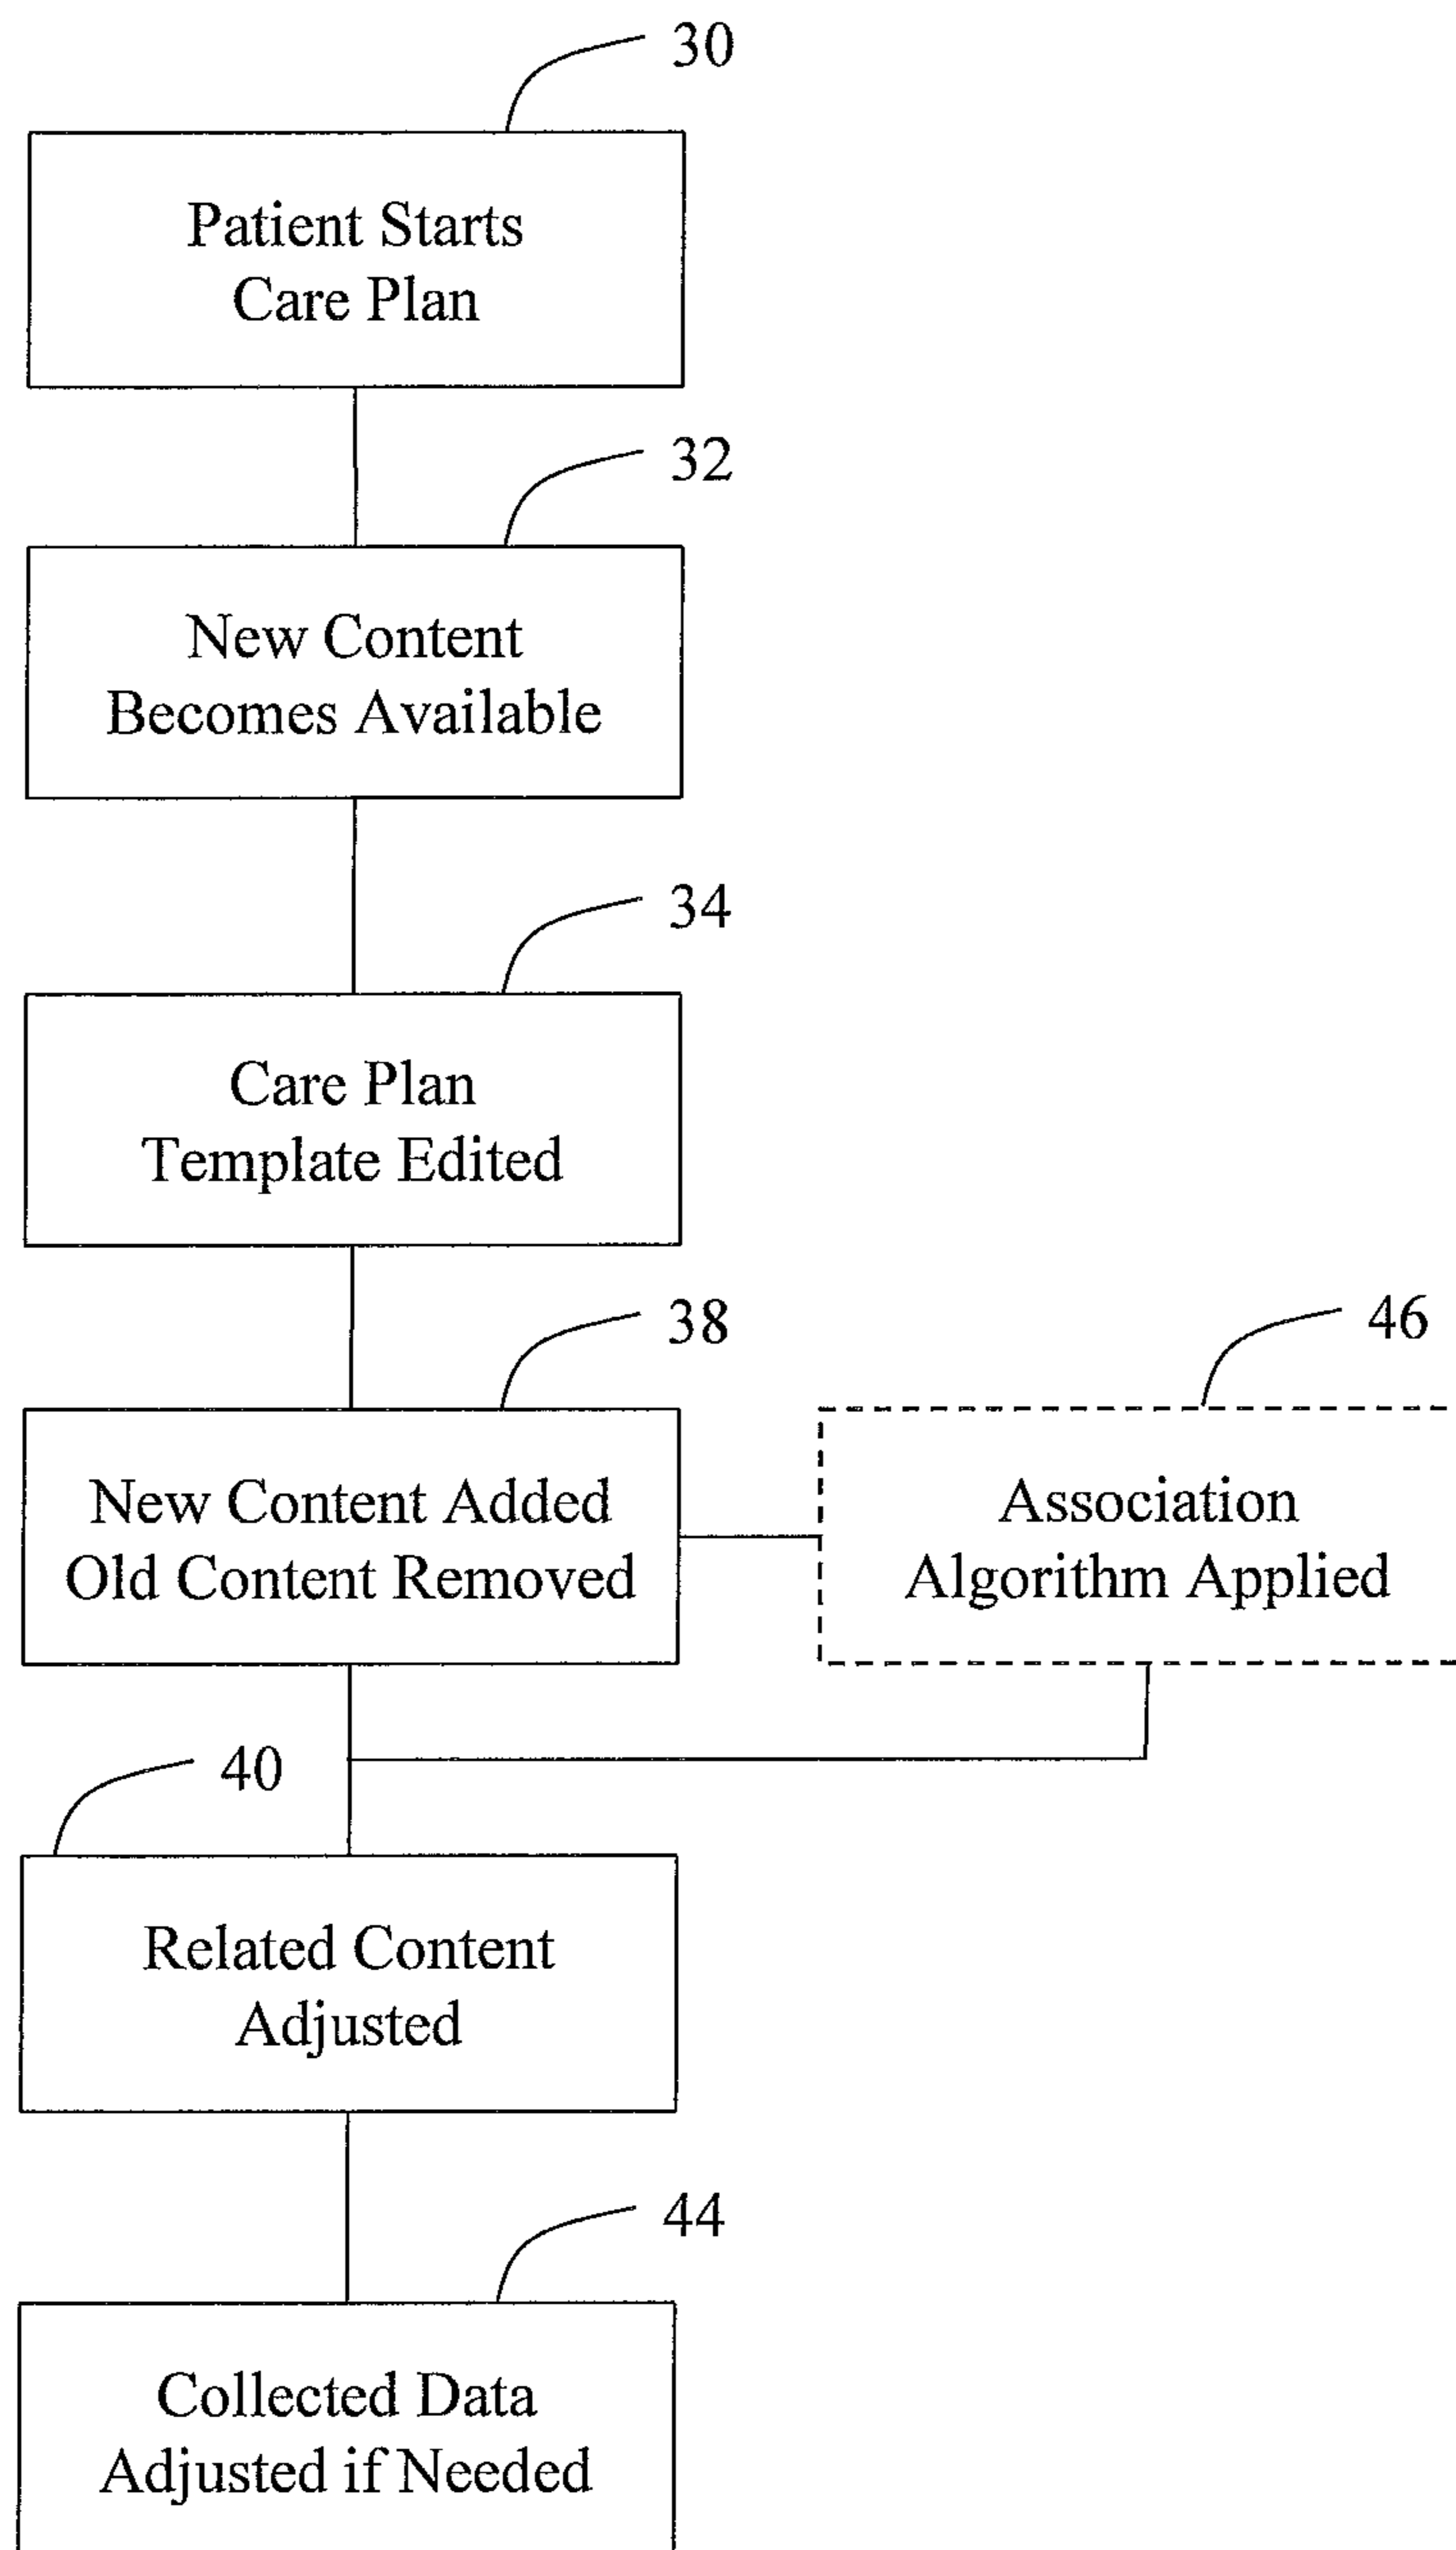 30
Patient Starts
Care Plan
32
New Content
Becomes Available
34
Care Plan
Template Edited
38
New Content Added
Old Content Removed
46
Association
Algorithm Applied
40
Related Content
Adjusted
44
Collected Data
Adjusted if Needed